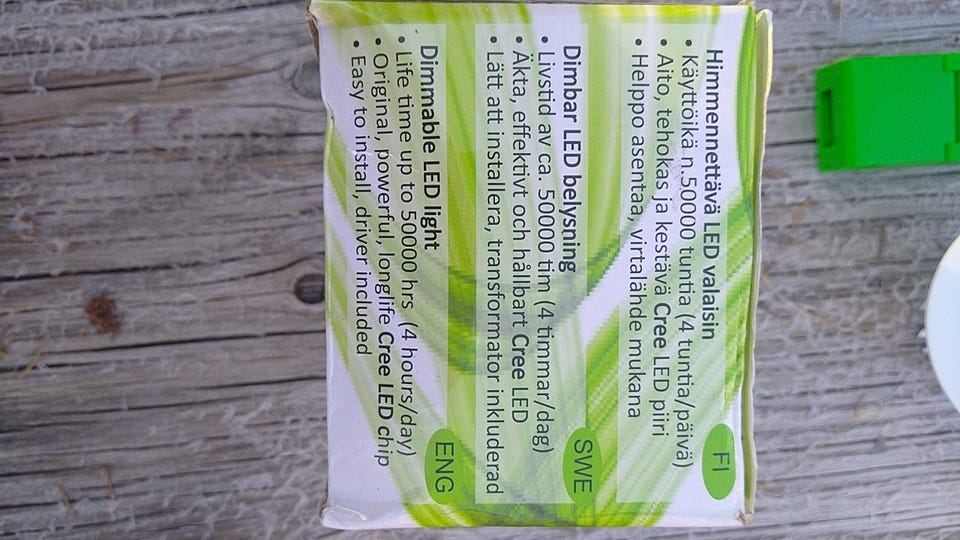 Himmennettävä LED valaisin
• Käyttöikä n.50000 tuntia (4 tuntia/päivä)
• Aito, tehokas ja kestävä Cree LED piiri
• Helppo asentaa, virtalähde mukana
FI
Dimbar LED belysning
• Livstid av ca. 50000 tim (4 timmar/dag)
• Äkta, effektivt och hållbart Cree LED
• Lätt att installera, transformator inkluderad
SWE
Dimmable LED light
• Life time up to 50000 hrs (4 hours/day)
• Original, powerful, longlife Cree LED chip
• Easy to install, driver included
ENG